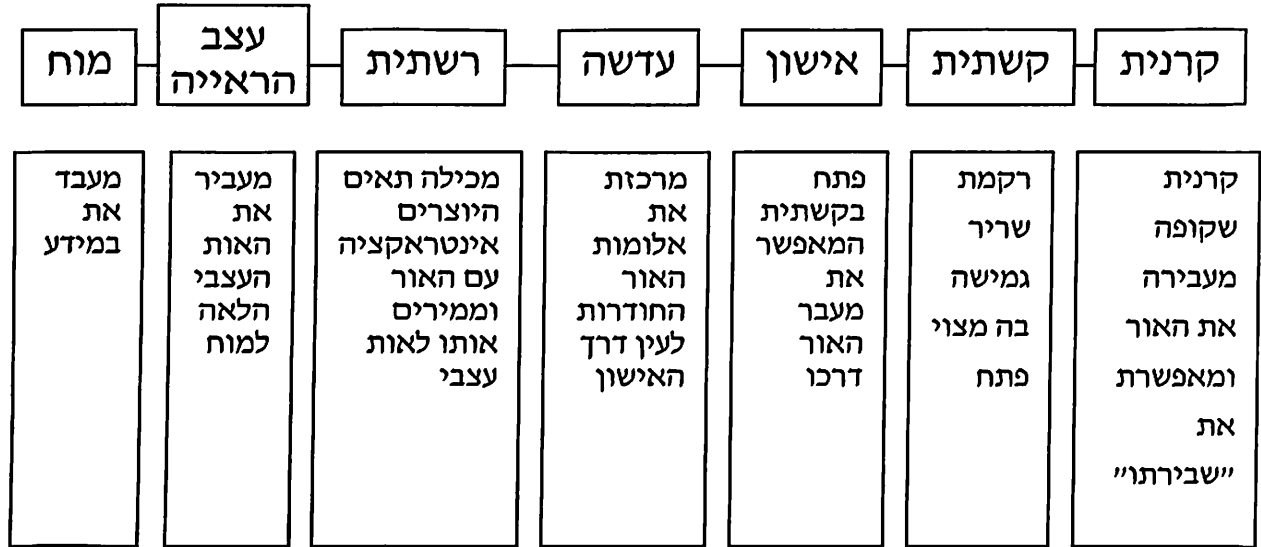 קרנית
קשתית
אישון
עדשה
רשתית
עצב
הראייה
מוח
קרנית
שקופה
מעבירה
את האור
ומאפשרת
את
"שבירתו"
רקמת
שריר
גמישה
בה מצוי
פתח
פתח
בקשתית
המאפשר
את
מעבר
האור
דרכו
מרכזת
את
אלומות
האור
החודרות
לעין דרך
האישון
מכילה תאים
היוצרים
אינטראקציה
עם האור
וממירים
אותו לאות
עצבי
מעביר
את
האות
העצבי
הלאה
למוח
מעבד
את
במידע